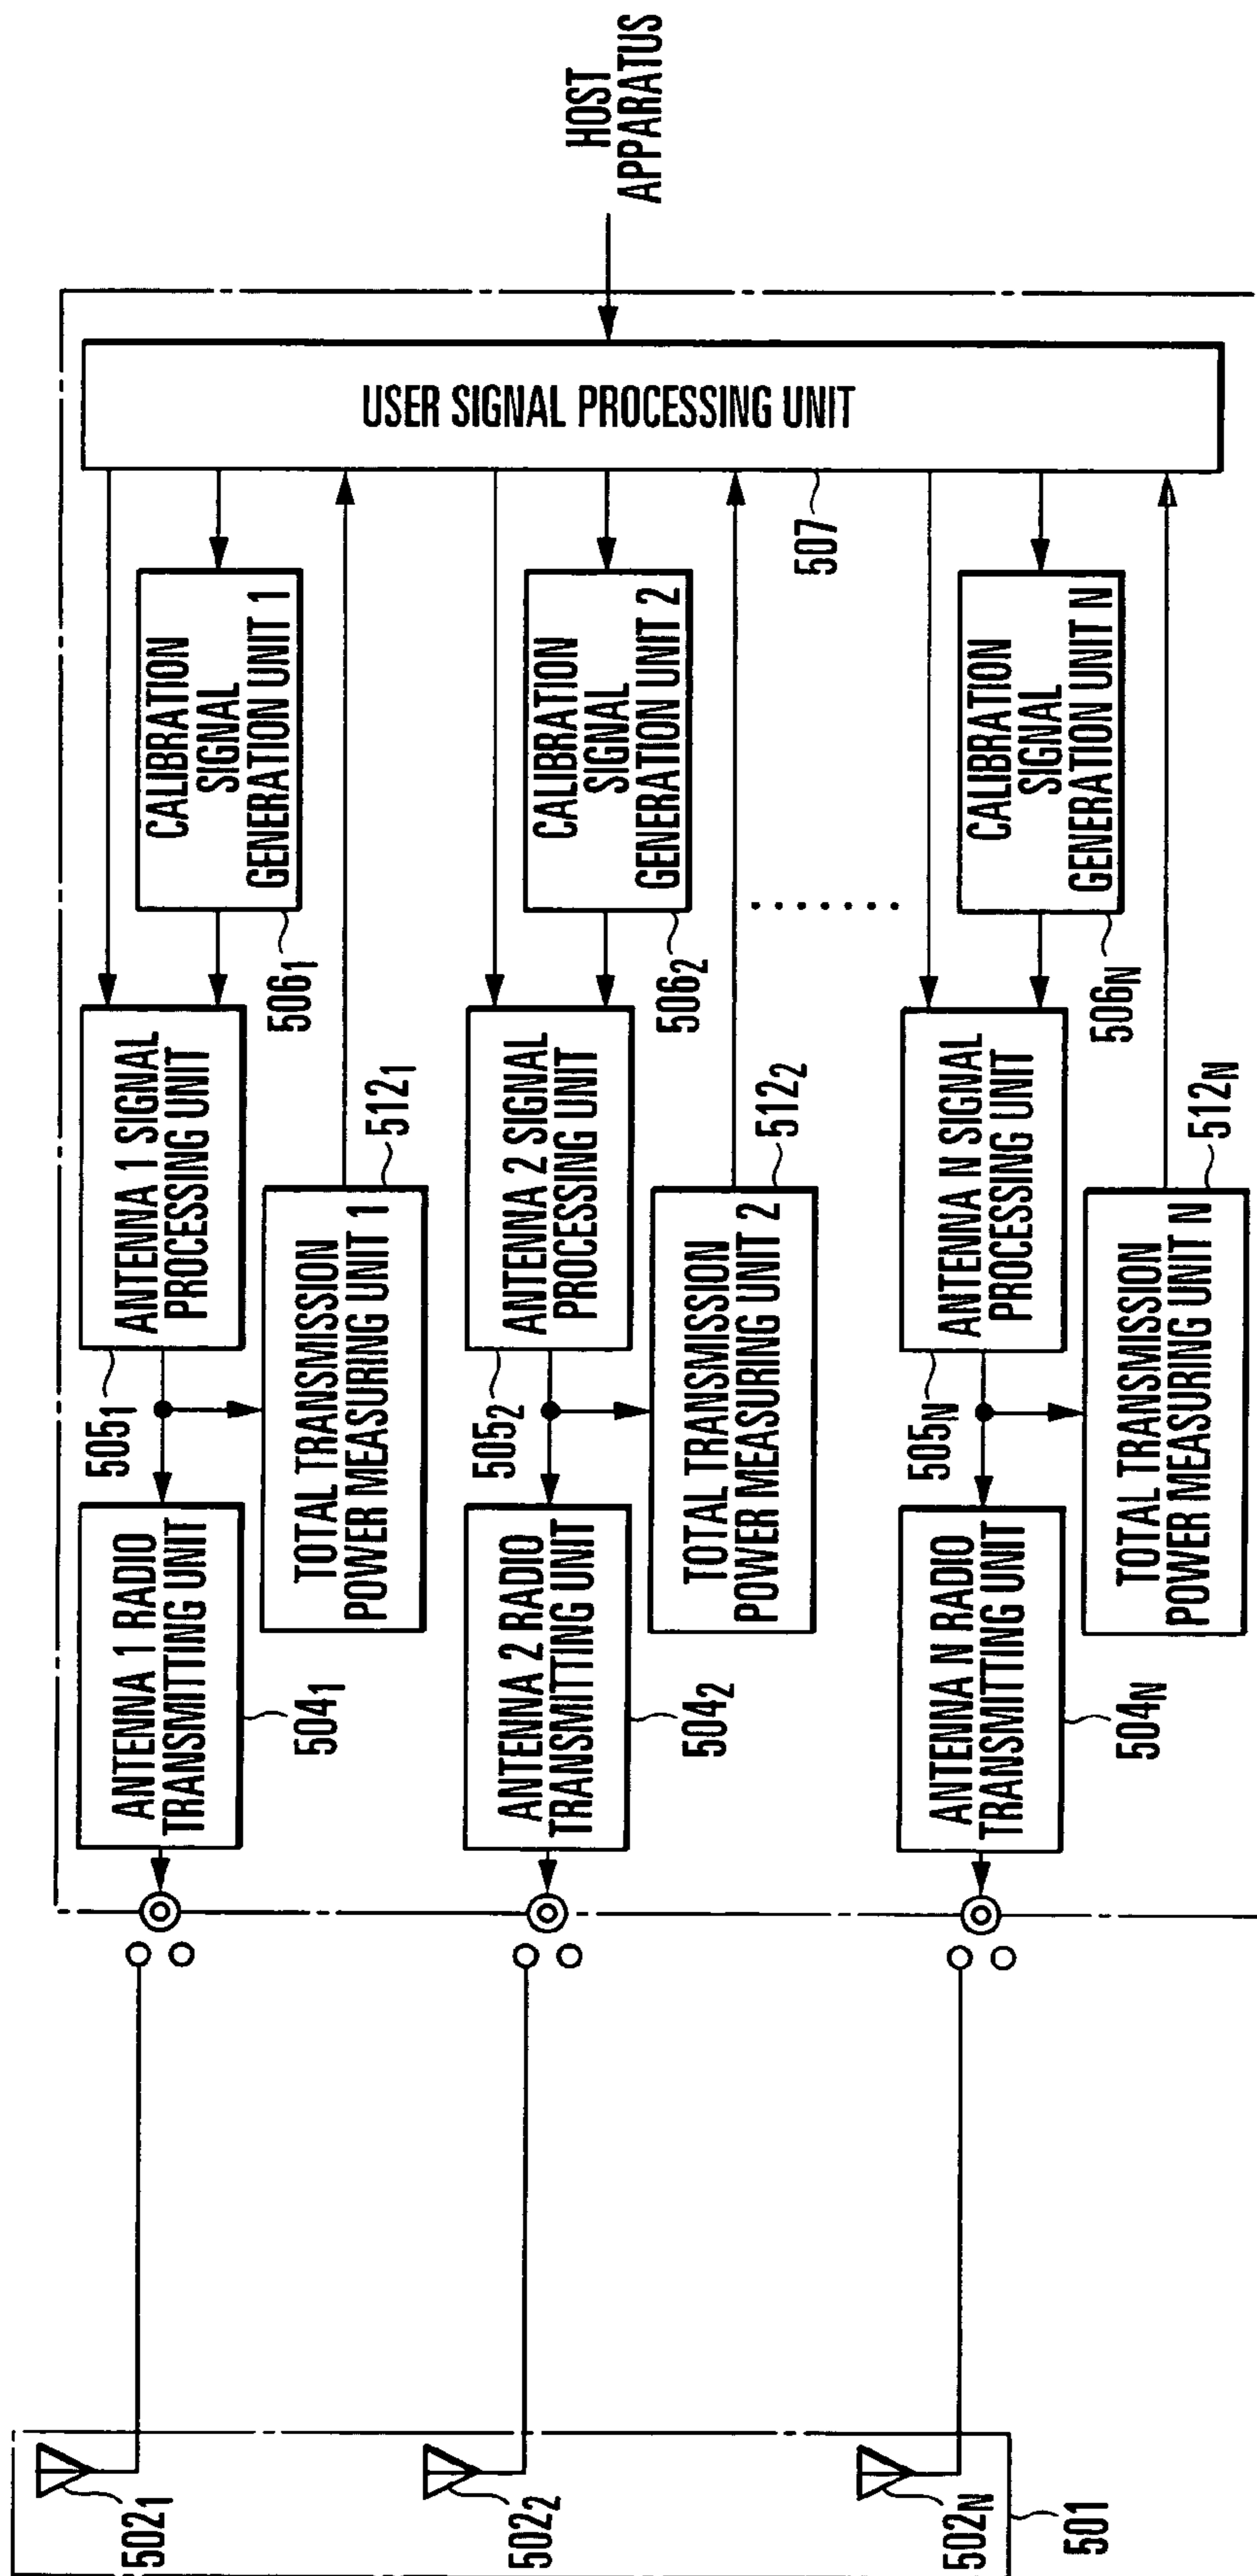 HOST
APPARATUS
USER SIGNAL PROCESSING UNIT
507
CALIBRATION
SIGNAL
GENERATION UNIT 1
506₁
ANTENNA 1 SIGNAL
PROCESSING UNIT
505₁
TOTAL TRANSMISSION
POWER MEASURING UNIT 1
512₁
ANTENNA 1 RADIO
TRANSMITTING UNIT
504₁
502₁
CALIBRATION
SIGNAL
GENERATION UNIT 2
506₂
ANTENNA 2 SIGNAL
PROCESSING UNIT
505₂
TOTAL TRANSMISSION
POWER MEASURING UNIT 2
512₂
ANTENNA 2 RADIO
TRANSMITTING UNIT
504₂
502₂
.......
CALIBRATION
SIGNAL
GENERATION UNIT N
506N
ANTENNA N SIGNAL
PROCESSING UNIT
505N
TOTAL TRANSMISSION
POWER MEASURING UNIT N
512N
ANTENNA N RADIO
TRANSMITTING UNIT
504N
502N
501